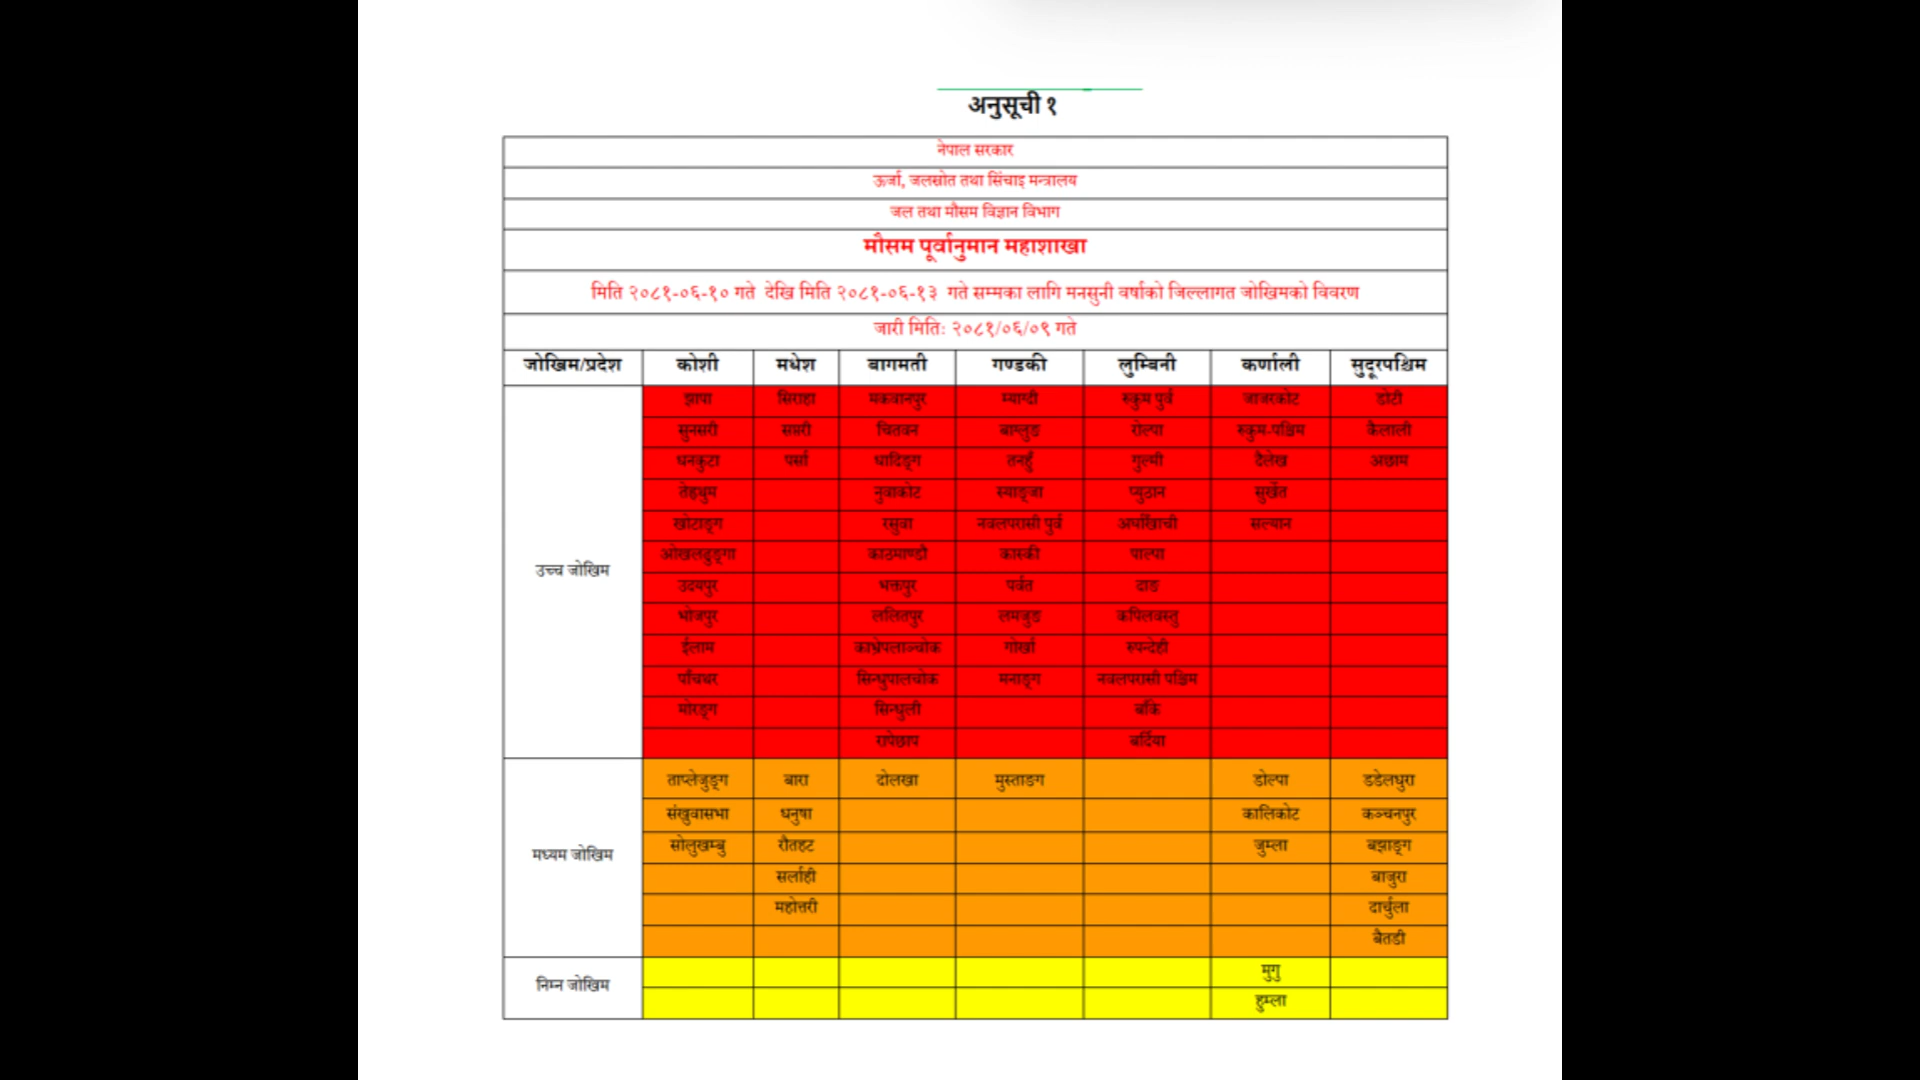 अनुसूची १
नेपाल सरकार
ऊर्जा, जलस्रोत तथा सिंचाइ मन्त्रालय
जल तथा मौसम विज्ञान विभाग
मौसम पूर्वानुमान महाशाखा
मिति २०८१-०६-१० गते देखि मिति २०८१-०६-१३ गते सम्मका लागि मनसुनी वर्षाको जिल्लागत जोखिमको विवरण
जारी मितिः २०८१/०६/०९ गते
जोखिम/प्रदेश कोशी मधेश बागमती गण्डकी लुम्बिनी कर्णाली सुदूरपश्चिम
झापा सिराहा मकवानपुर म्याग्दी रुकुम पुर्व जाजरकोट डोटी
सुनसरी सप्तरी चितवन बाग्लुङ रोल्पा रुकुम-पश्चिम कैलाली
धनकुटा पर्सा धादिङ्ग तनहुँ गुल्मी दैलेख अछाम
तेह्रथुम नुवाकोट स्याङ्जा प्युठान सुर्खेत
खोटाङ्ग रसुवा नवलपरासी पुर्व अर्घाखाँची सल्यान
ओखलढुङ्गा काठमाण्डौ कास्की पाल्पा
उच्च जोखिम
उदयपुर भक्तपुर पर्वत दाङ
भोजपुर ललितपुर लमजुङ कपिलवस्तु
ईलाम काभ्रेपलाञ्चोक गोर्खा रुपन्देही
पाँचथर सिन्धुपालचोक मनाङ्ग नवलपरासी पश्चिम
मोरङ्ग सिन्धुली बाँके
रामेछाप बर्दिया
ताप्लेजुङ्ग बारा दोलखा मुस्ताङग डोल्पा डडेलधुरा
संखुवासभा धनुषा कालिकोट कञ्चनपुर
सोलुखम्बु रौतहट जुम्ला बझाङ्ग
मध्यम जोखिम
सर्लाही बाजुरा
महोत्तरी दार्चुला
बैतडी
मुगु
निम्न जोखिम
हुम्ला